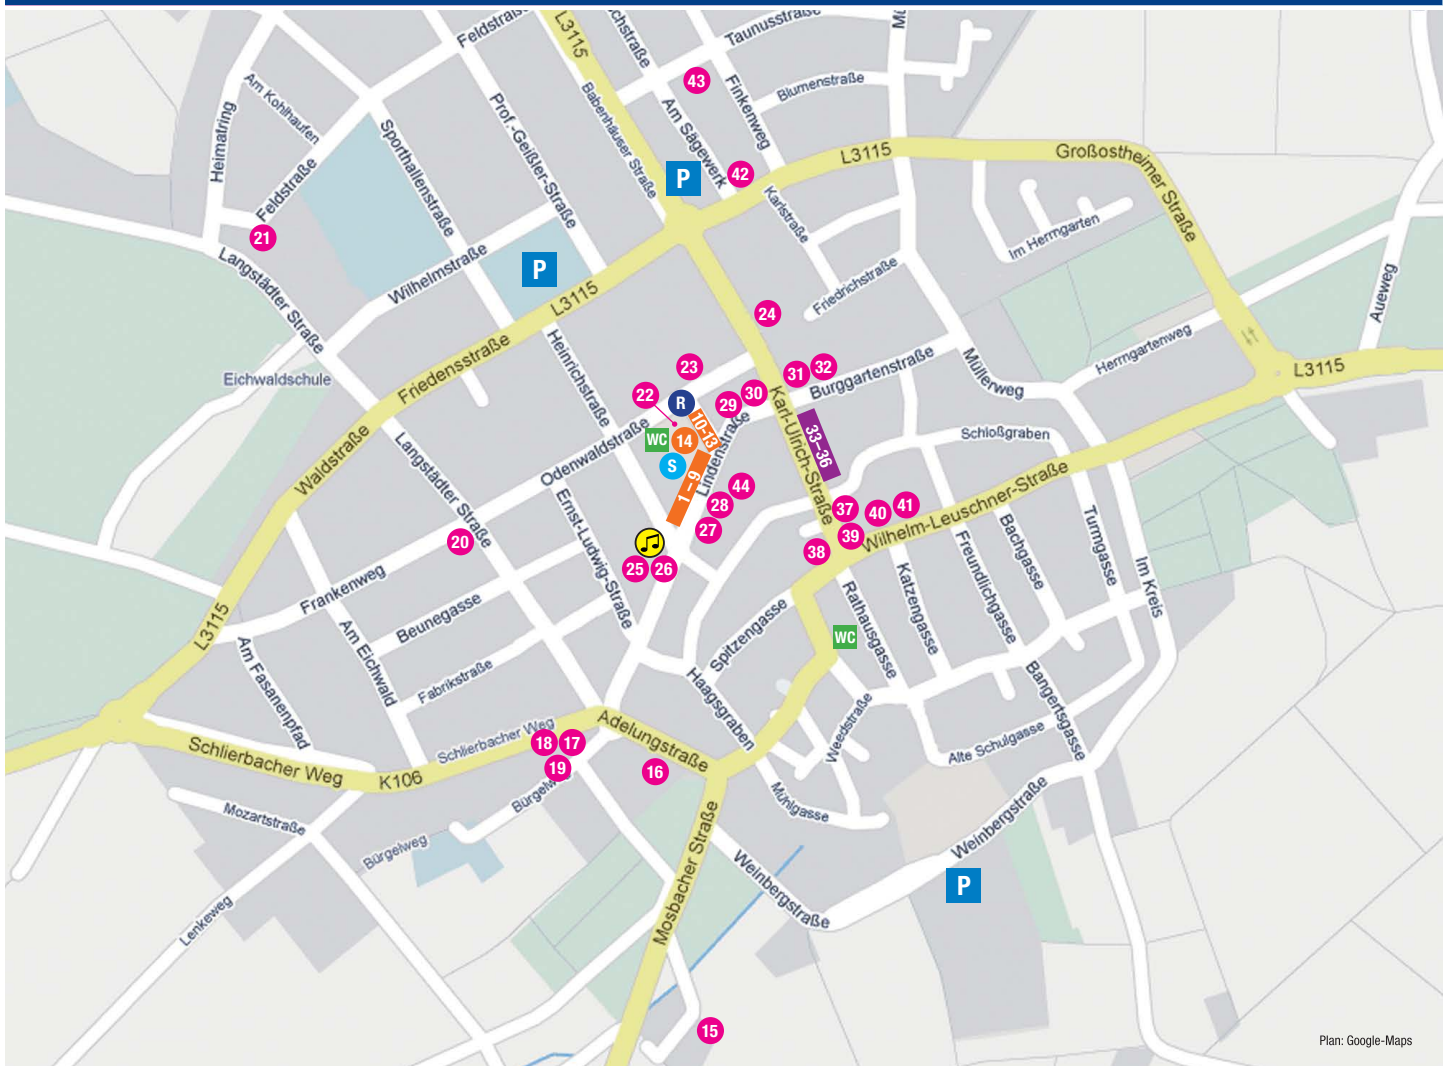 Feldstraße
L3115
chstraße
Taunusstraße
Mü
43
Finkenweg
Blumenstraße
Am Kohlhaufen
Heimatring
Prof.-Geißler-Straße
Babenhäuser Straße
Am Sägewerk
Sporthallenstraße
L3115
Großostheimer Straße
P
42
Feldstraße
Karlstraße
21
Im Herrngarten
Langstädter Straße
Wilhelmstraße
P
L3115
Friedrichstraße
Aueweg
24
Herrngartenweg
Heinrichstraße
Friedensstraße
Eichwaldschule
23
31
32
Burggartenstraße
Müllerweg
L3115
22
R
29
30
Karl-Ulrich-Straße
10-13
33–36
WC
14
S
1 – 9
Lindenstraße
Schloßgraben
Waldstraße
Langstädter Straße
Odenwaldstraße
Ernst-Ludwig-Straße
44
28
27
37
40
41
39
38
Wilhelm-Leuschner-Straße
20
25
26
Bachgasse
Turmgasse
Freundlichgasse
Im Kreis
Katzengasse
Rathausgasse
Frankenweg
Beunegasse
L3115
Am Eichwald
Am Fasanenpfad
Fabrikstraße
Spitzengasse
WC
Haagsgraben
Bangertsgasse
Weedstraße
Alte Schulgasse
Schlierbacher Weg
Adelungstraße
18
17
19
16
Schlierbacher Weg
K106
Bürgelw
Mühlgasse
Mozartstraße
Bürgelweg
Mosbacher Straße
Weinbergstraße
Weinbergstraße
P
Lenkeweg
15
Plan: Google-Maps